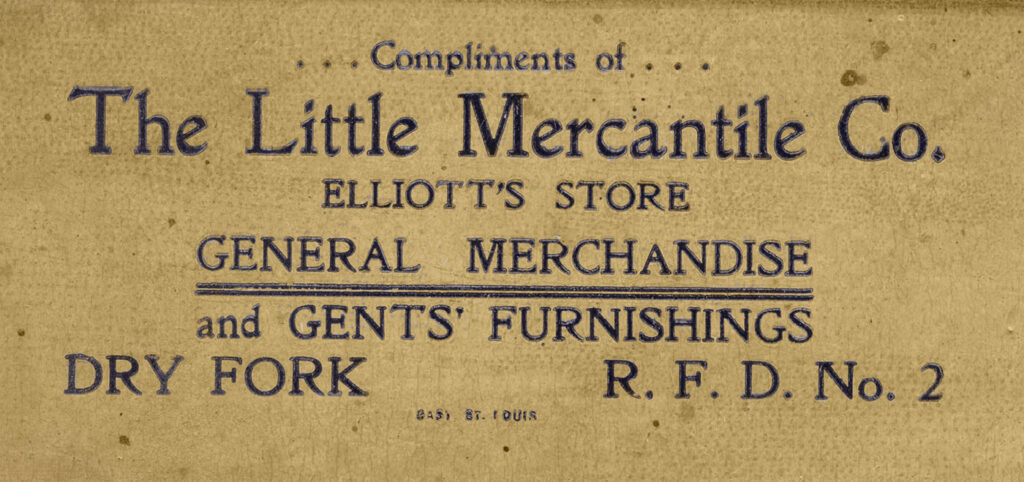 . . . Compliments of . . .
The Little Mercantile Co.
ELLIOTT'S STORE
GENERAL MERCHANDISE
and GENTS' FURNISHINGS
DRY FORK R. F. D. No. 2
EAST ST. LOUIS